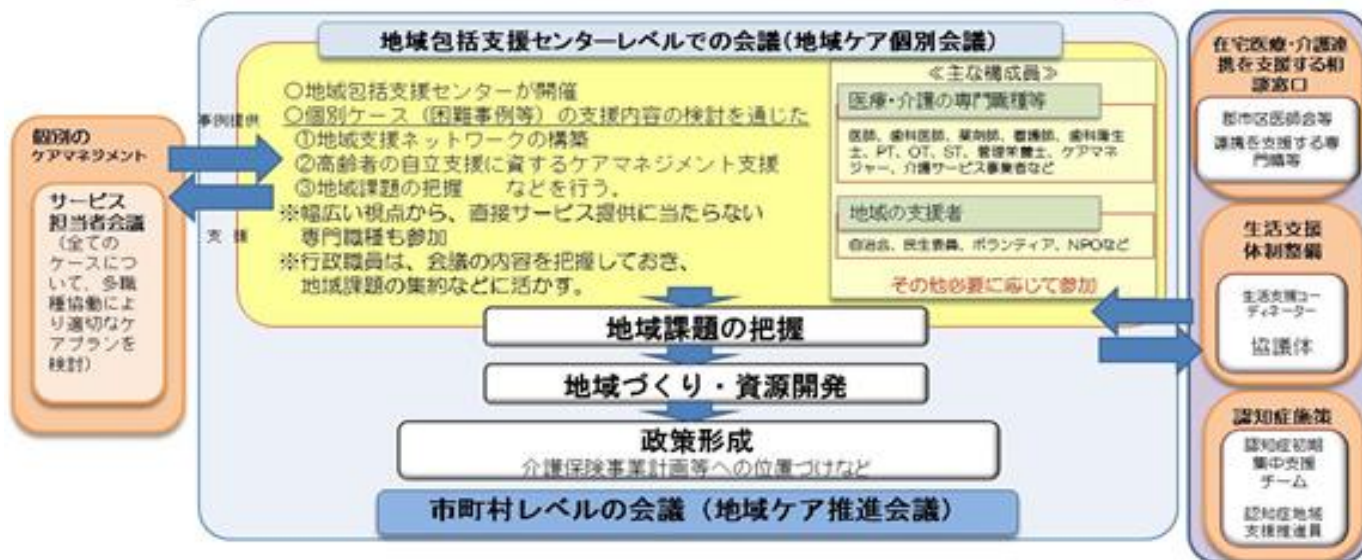 地域包括支援センターレベルでの会議(地域ケア個別会議)
個別の
ケアマネジメント
サービス
担当者会議
(全ての
ケースにつ
いて、多職
種協働によ
り適切なケ
アプランを
検討)
事例提供
支援
○地域包括支援センターが開催
○個別ケース(困難事例等)の支援内容の検討を通じた
①地域支援ネットワークの構築
②高齢者の自立支援に資するケアマネジメント支援
③地域課題の把握 などを行う。
※幅広い視点から、直接サービス提供に当たらない
専門職種も参加
※行政職員は、会議の内容を把握しておき、
地域課題の集約などに活かす。
≪主な構成員≫
医療・介護の専門職種等
医師、歯科医師、薬剤師、看護師、歯科衛生
士、PT、OT、ST、管理栄養士、ケアマネ
ジャー、介護サービス事業者など
地域の支援者
自治会、民生委員、ボランティア、NPOなど
その他必要に応じて参加
地域課題の把握
地域づくり・資源開発
政策形成
介護保険事業計画等への位置づけなど
市町村レベルの会議(地域ケア推進会議)
在宅医療・介護連
携を支援する相
談窓口
郡市区医師会等
連携を支援する専
門職等
生活支援
体制整備
生活支援コー
ディネーター
協議体
認知症施策
認知症初期
集中支援
チーム
認知症地域
支援推進員